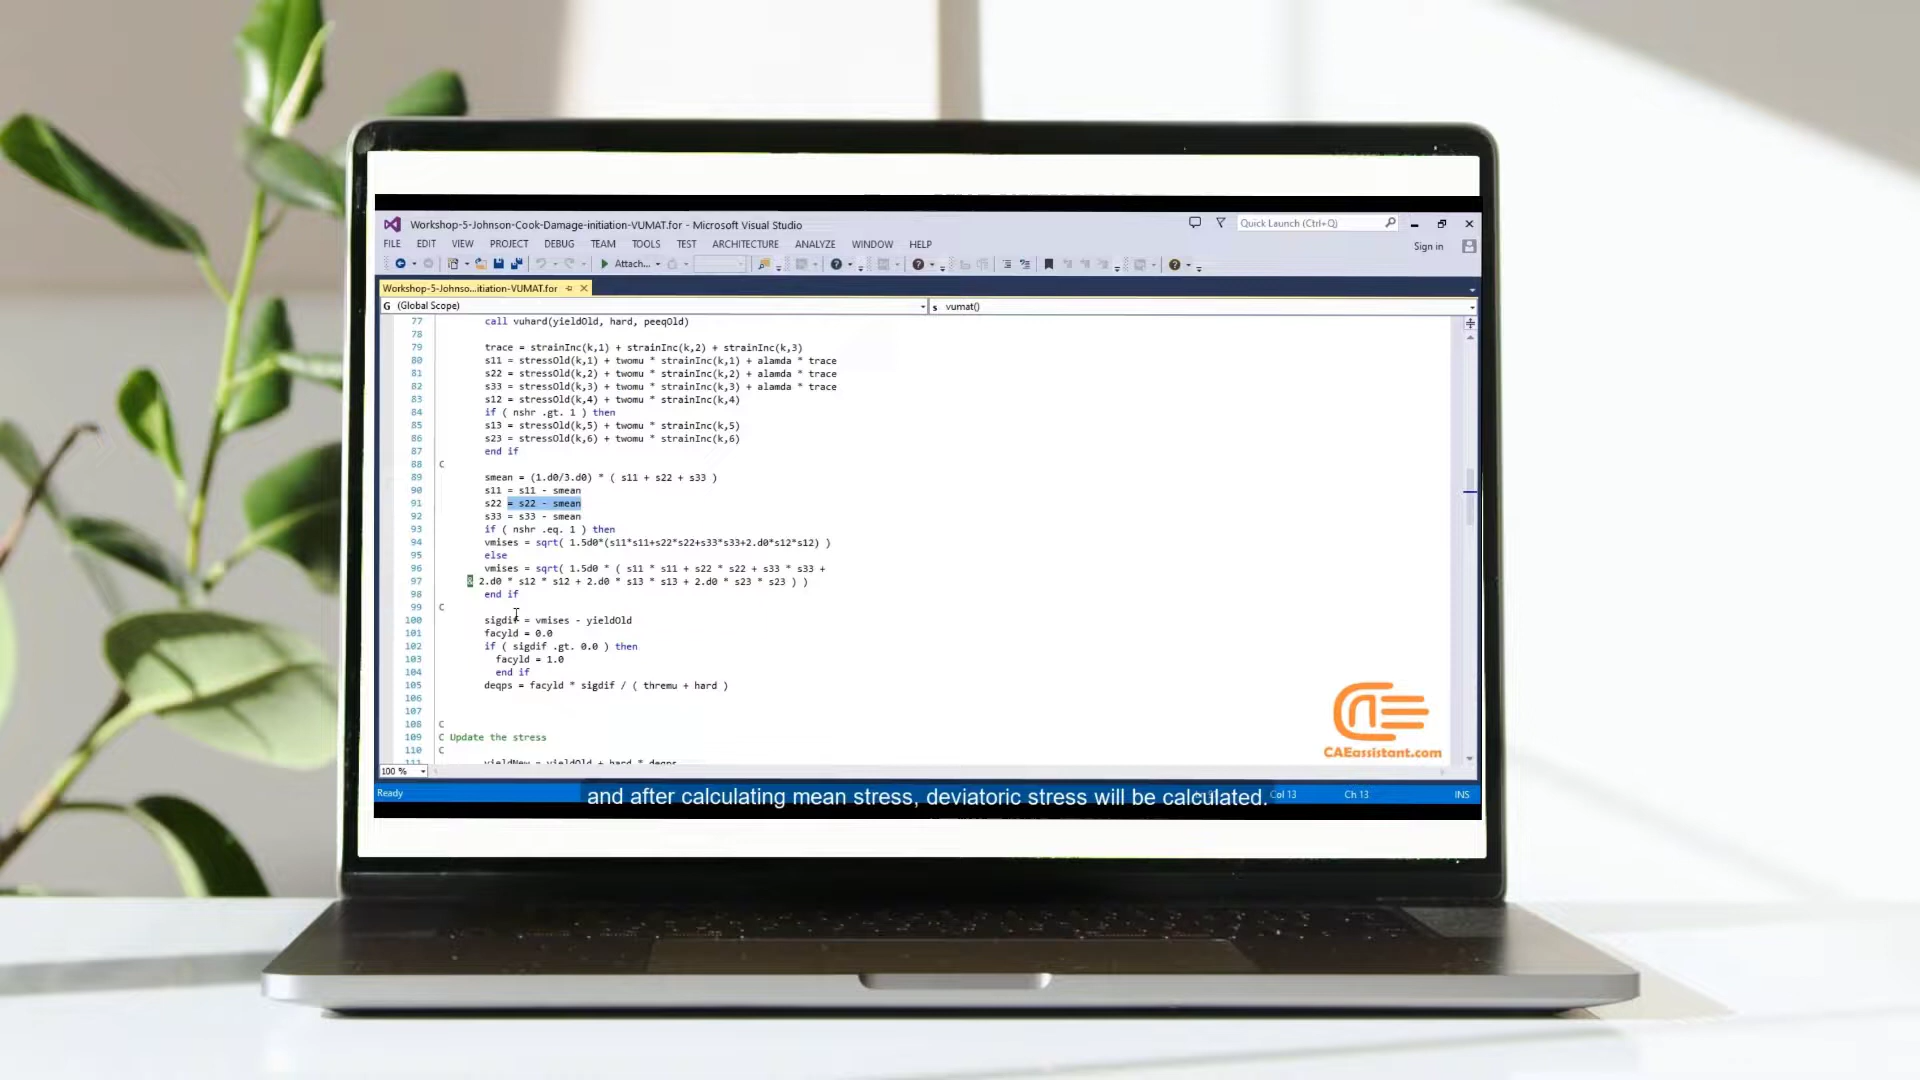 Workshop-5-Johnson-Cook-Damage-initiation-VUMAT.for - Microsoft Visual Studio
Quick Launch (Ctrl+Q)
FILE EDIT VIEW PROJECT DEBUG TEAM TOOLS TEST ARCHITECTURE ANALYZE WINDOW HELP
Sign in
Attach...
Workshop-5-Johnso...itiation-VUMAT.for
(Global Scope)
vumat()
77 call vuhard(yieldOld, hard, peeqOld)
78
79 trace = strainInc(k,1) + strainInc(k,2) + strainInc(k,3)
80 s11 = stressOld(k,1) + twomu * strainInc(k,1) + alamda * trace
81 s22 = stressOld(k,2) + twomu * strainInc(k,2) + alamda * trace
82 s33 = stressOld(k,3) + twomu * strainInc(k,3) + alamda * trace
83 s12 = stressOld(k,4) + twomu * strainInc(k,4)
84 if ( nshr .gt. 1 ) then
85 s13 = stressOld(k,5) + twomu * strainInc(k,5)
86 s23 = stressOld(k,6) + twomu * strainInc(k,6)
87 end if
88 C
89 smean = (1.d0/3.d0) * ( s11 + s22 + s33 )
90 s11 = s11 - smean
91 s22 = s22 - smean
92 s33 = s33 - smean
93 if ( nshr .eq. 1 ) then
94 vmises = sqrt( 1.5d0*(s11*s11+s22*s22+s33*s33+2.d0*s12*s12) )
95 else
96 vmises = sqrt( 1.5d0 * ( s11 * s11 + s22 * s22 + s33 * s33 +
97 & 2.d0 * s12 * s12 + 2.d0 * s13 * s13 + 2.d0 * s23 * s23 ) )
98 end if
99 C
100 sigdif = vmises - yieldOld
101 facyld = 0.0
102 if ( sigdif .gt. 0.0 ) then
103 facyld = 1.0
104 end if
105 deqps = facyld * sigdif / ( thremu + hard )
106
107
108 C
109 C Update the stress
110 C
111 yieldNew = yieldOld + hard * deqps
CAEassistant.com
100 %
Ready
and after calculating mean stress, deviatoric stress will be calculated.
Col 13
Ch 13
INS